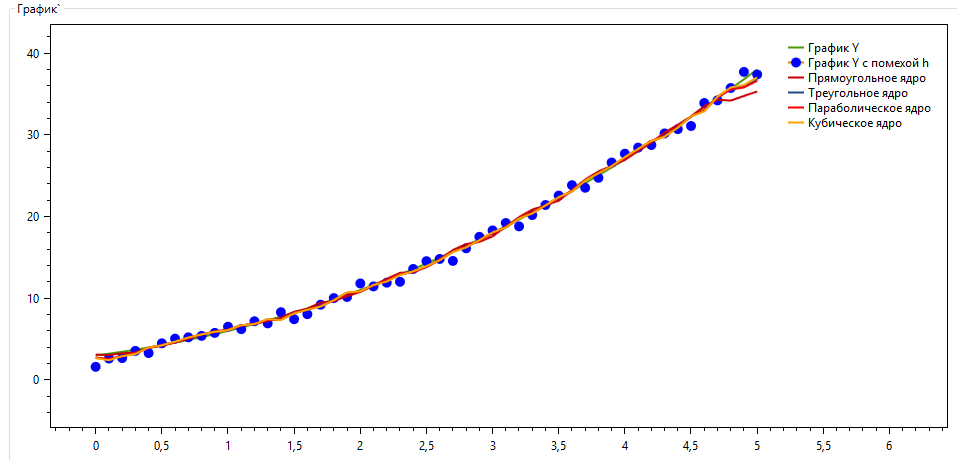 График`
40
30
20
10
0
График Y
График Y с помехой h
Прямоугольное ядро
Треугольное ядро
Параболическое ядро
Кубическое ядро
0 0,5 1 1,5 2 2,5 3 3,5 4 4,5 5 5,5 6